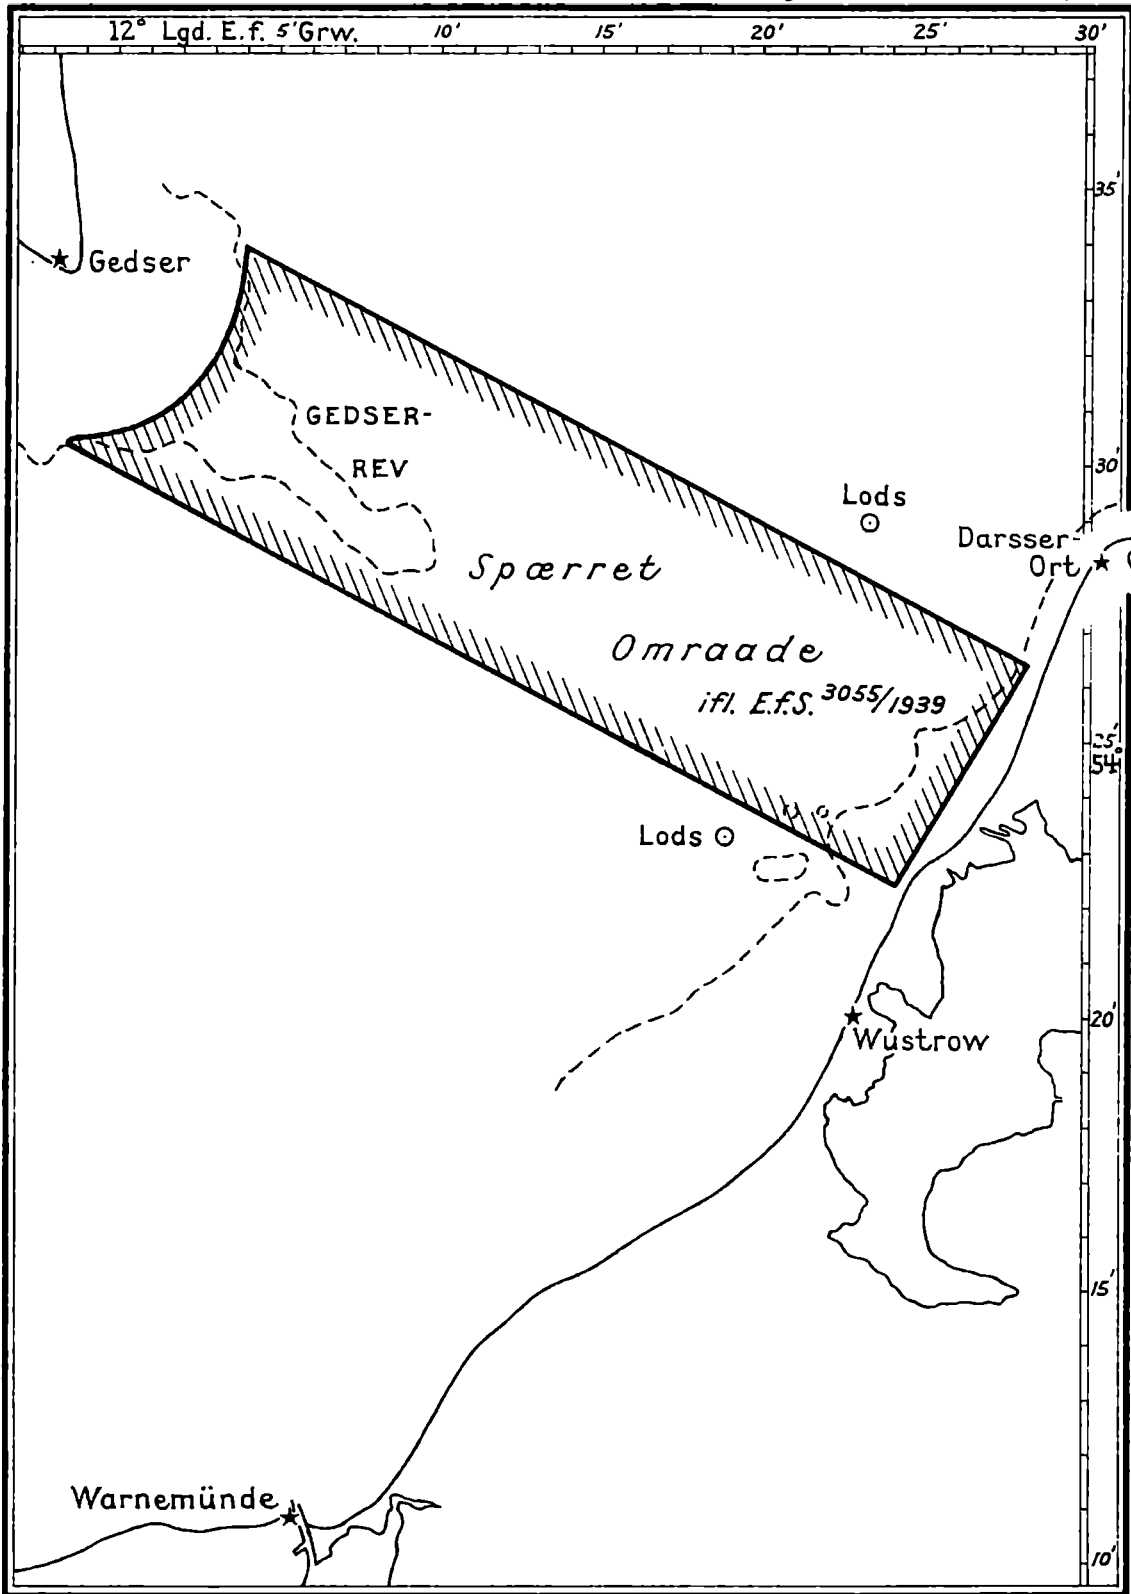 12° Lgd. E.f. 5' Grw. 10' 15' 20' 25' 30'
35'
Gedser
GEDSER-
REV
30'
Lods
Darsser-
Ort
Spærret
Omraade
ifl. E.f.S. 3055/1939
25'
54°
Lods
20'
Wustrow
15'
Warnemünde
10'